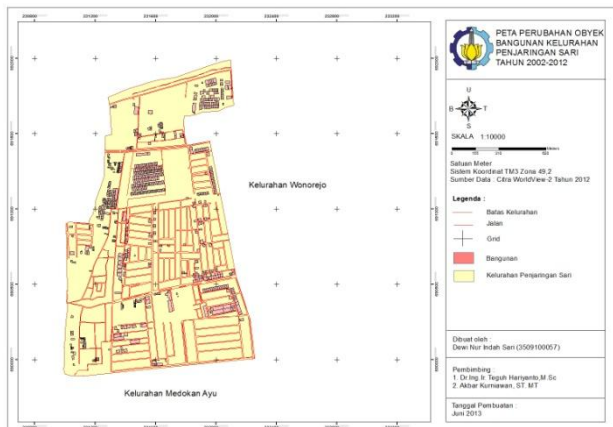 PETA PERUBAHAN OBYEK
BANGUNAN KELURAHAN
PENJARINGAN SARI
TAHUN 2002-2012
U
B
T
S
SKALA 1:10000
Meters
Satuan Meter
Sistem Koordinat TM3 Zona 49,2
Sumber Data : Citra WorldView-2 Tahun 2012
Legenda :
Batas Kelurahan
Jalan
Grid
Bangunan
Kelurahan Penjaringan Sari
Dibuat oleh :
Dewi Nur Indah Sari (3509100057)
Pembimbing :
1. Dr.Ing.Ir. Teguh Hariyanto,M.Sc
2. Akbar Kurniawan, ST. MT
Tanggal Pembuatan :
Juni 2013
Kelurahan Wonorejo
Kelurahan Medokan Ayu